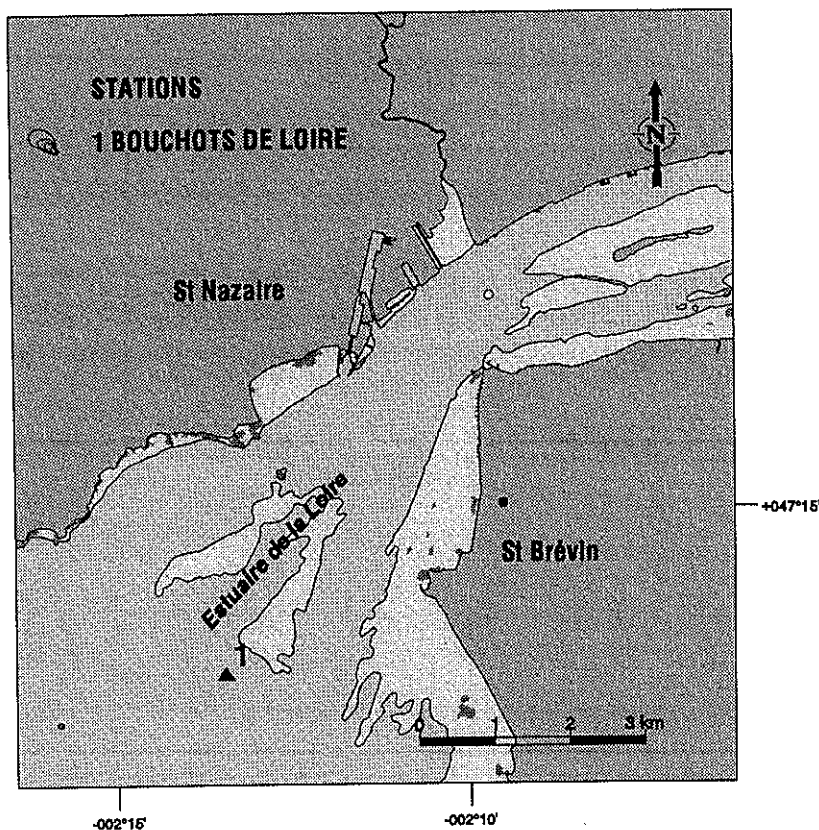 STATIONS
1 BOUCHOTS DE LOIRE
N
St Nazaire
Estuaire de la Loire
+047°15'
St Brévin
1
0 1 2 3 km
-002°15' -002°10'